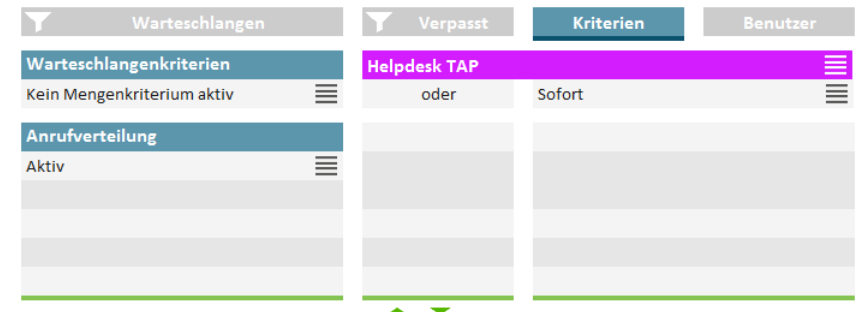 Warteschlangen
Verpasst
Kriterien
Benutzer
Warteschlangenkriterien
Helpdesk TAP
Kein Mengenkriterium aktiv
oder
Sofort
Anrufverteilung
Aktiv